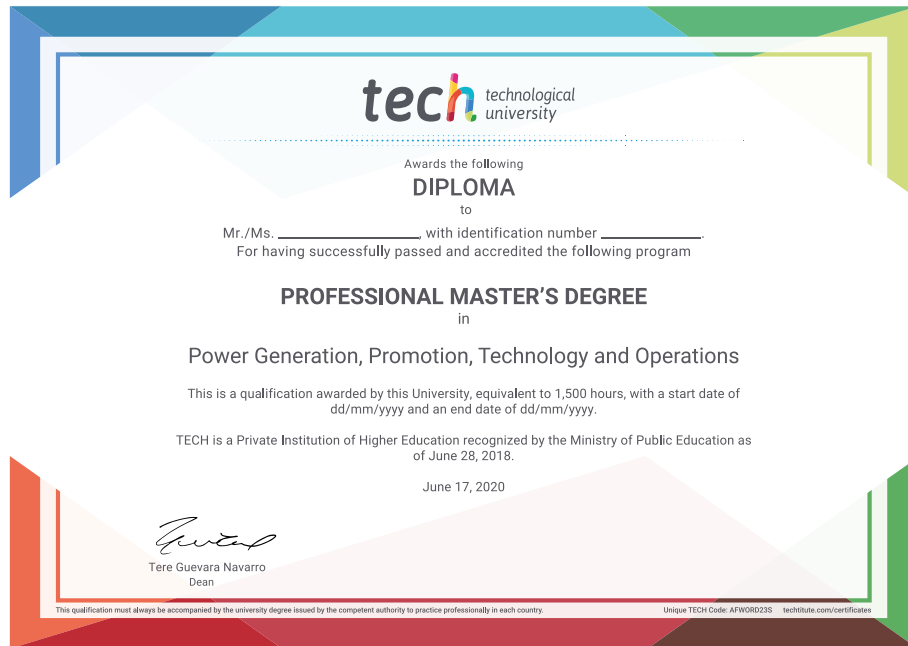 tech technological university
Awards the following
DIPLOMA
to
Mr./Ms. ____________________, with identification number ______________.
For having successfully passed and accredited the following program
PROFESSIONAL MASTER'S DEGREE
in
Power Generation, Promotion, Technology and Operations
This is a qualification awarded by this University, equivalent to 1,500 hours, with a start date of
dd/mm/yyyy and an end date of dd/mm/yyyy.
TECH is a Private Institution of Higher Education recognized by the Ministry of Public Education as
of June 28, 2018.
June 17, 2020
Tere Guevara Navarro
Dean
This qualification must always be accompanied by the university degree issued by the competent authority to practice professionally in each country.
Unique TECH Code: AFWORD23S techtitute.com/certificates